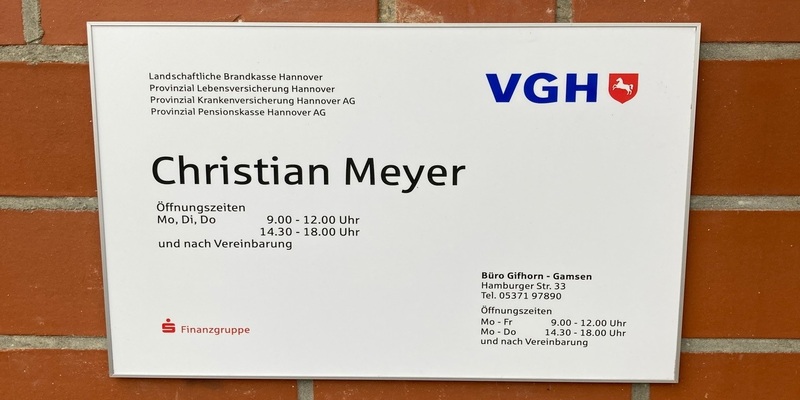 Landschaftliche Brandkasse Hannover
Provinzial Lebensversicherung Hannover
Provinzial Krankenversicherung Hannover AG
Provinzial Pensionskasse Hannover AG
VGH
Christian Meyer
Öffnungszeiten
Mo, Di, Do 9.00 - 12.00 Uhr
14.30 - 18.00 Uhr
und nach Vereinbarung
Büro Gifhorn - Gamsen
Hamburger Str. 33
Tel. 05371 97890
Öffnungszeiten
Mo - Fr 9.00 - 12.00 Uhr
Mo - Do 14.30 - 18.00 Uhr
und nach Vereinbarung
Finanzgruppe